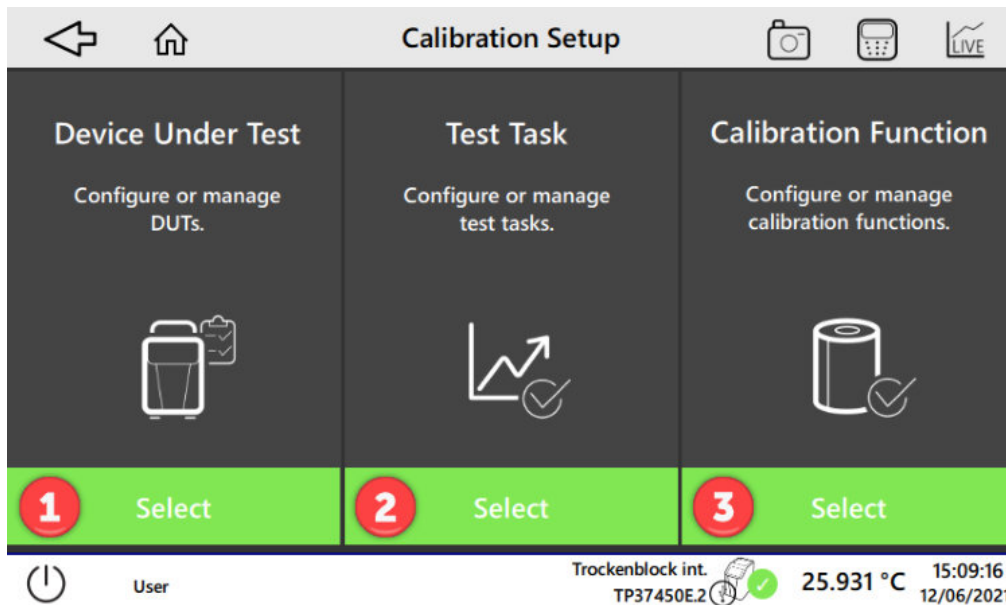 Calibration Setup
LIVE
Device Under Test
Configure or manage
DUTs.
Test Task
Configure or manage
test tasks.
Calibration Function
Configure or manage
calibration functions.
1 Select
2 Select
3 Select
User
Trockenblock int.
TP37450E.2
25.931 °C
15:09:16
12/06/202